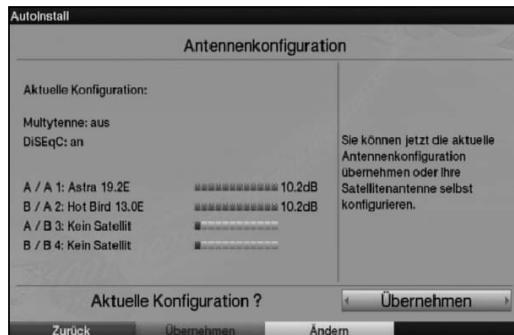 AutoInstall
Antennenkonfiguration
Aktuelle Konfiguration:
Multytenne: aus
DiSEqC: an
A / A 1: Astra 19.2E 10.2dB
B / A 2: Hot Bird 13.0E 10.2dB
A / B 3: Kein Satellit
B / B 4: Kein Satellit
Sie können jetzt die aktuelle
Antennenkonfiguration
übernehmen oder Ihre
Satellitenantenne selbst
konfigurieren.
Aktuelle Konfiguration ? Übernehmen
Zurück Übernehmen Ändern